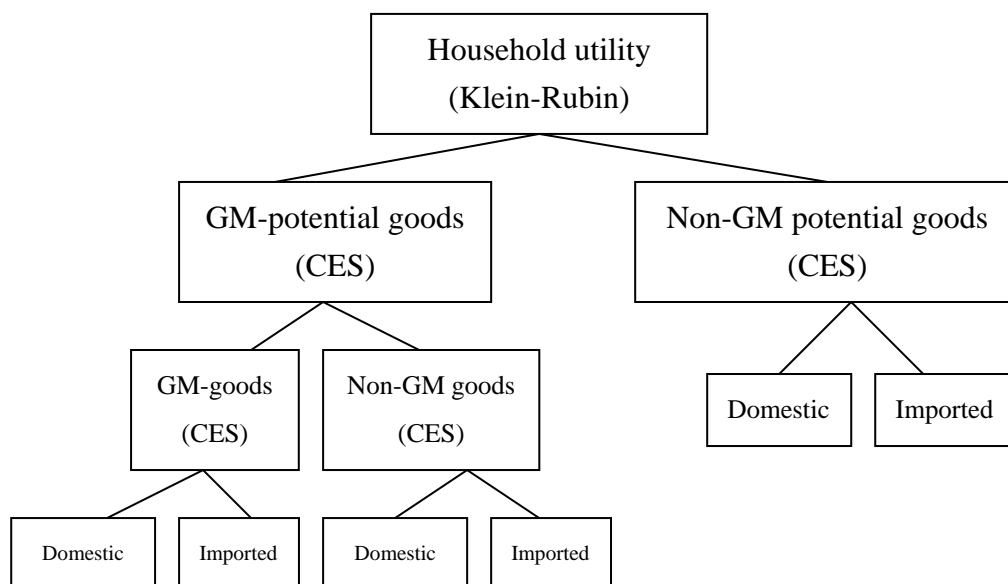 Household utility
(Klein-Rubin)
GM-potential goods
(CES)
Non-GM potential goods
(CES)
GM-goods
(CES)
Non-GM goods
(CES)
Domestic
Imported
Domestic
Imported
Domestic
Imported